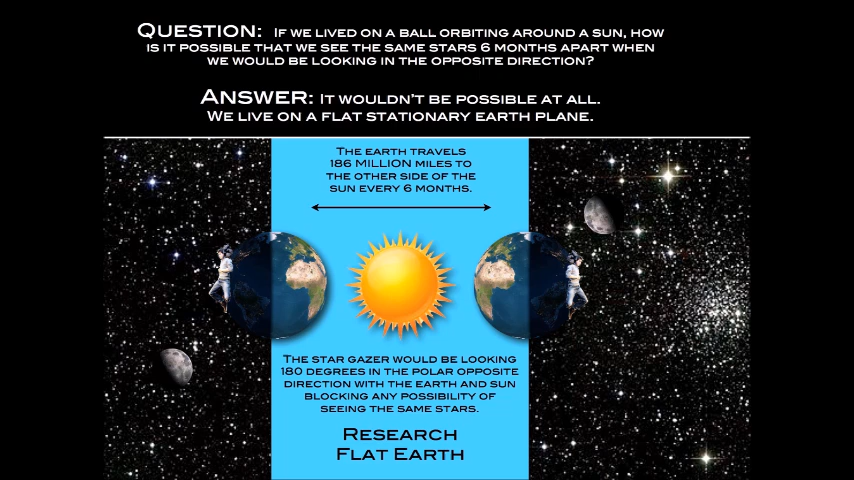 QUESTION: IF WE LIVED ON A BALL ORBITING AROUND A SUN, HOW
IS IT POSSIBLE THAT WE SEE THE SAME STARS 6 MONTHS APART WHEN
WE WOULD BE LOOKING IN THE OPPOSITE DIRECTION?
ANSWER: IT WOULDN'T BE POSSIBLE AT ALL.
WE LIVE ON A FLAT STATIONARY EARTH PLANE.
THE EARTH TRAVELS
186 MILLION MILES TO
THE OTHER SIDE OF THE
SUN EVERY 6 MONTHS.
THE STAR GAZER WOULD BE LOOKING
180 DEGREES IN THE POLAR OPPOSITE
DIRECTION WITH THE EARTH AND SUN
BLOCKING ANY POSSIBILITY OF
SEEING THE SAME STARS.
RESEARCH
FLAT EARTH